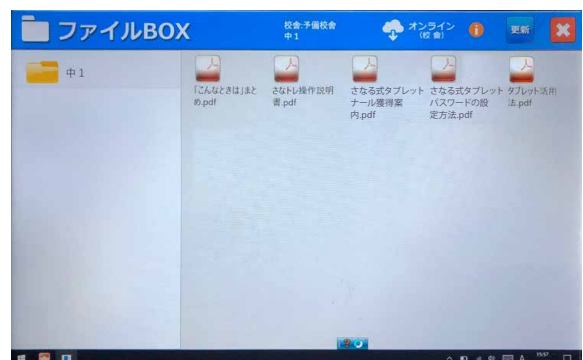 ファイルBOX
校舎:予備校舎
中1
オンライン
(校舎)
更新
中1
「こんなときは」まと
め.pdf
さなトレ操作説明
書.pdf
さなる式タブレット
ナール獲得案
内.pdf
さなる式タブレット
パスワードの設
定方法.pdf
タブレット活用
法.pdf
A
15:57